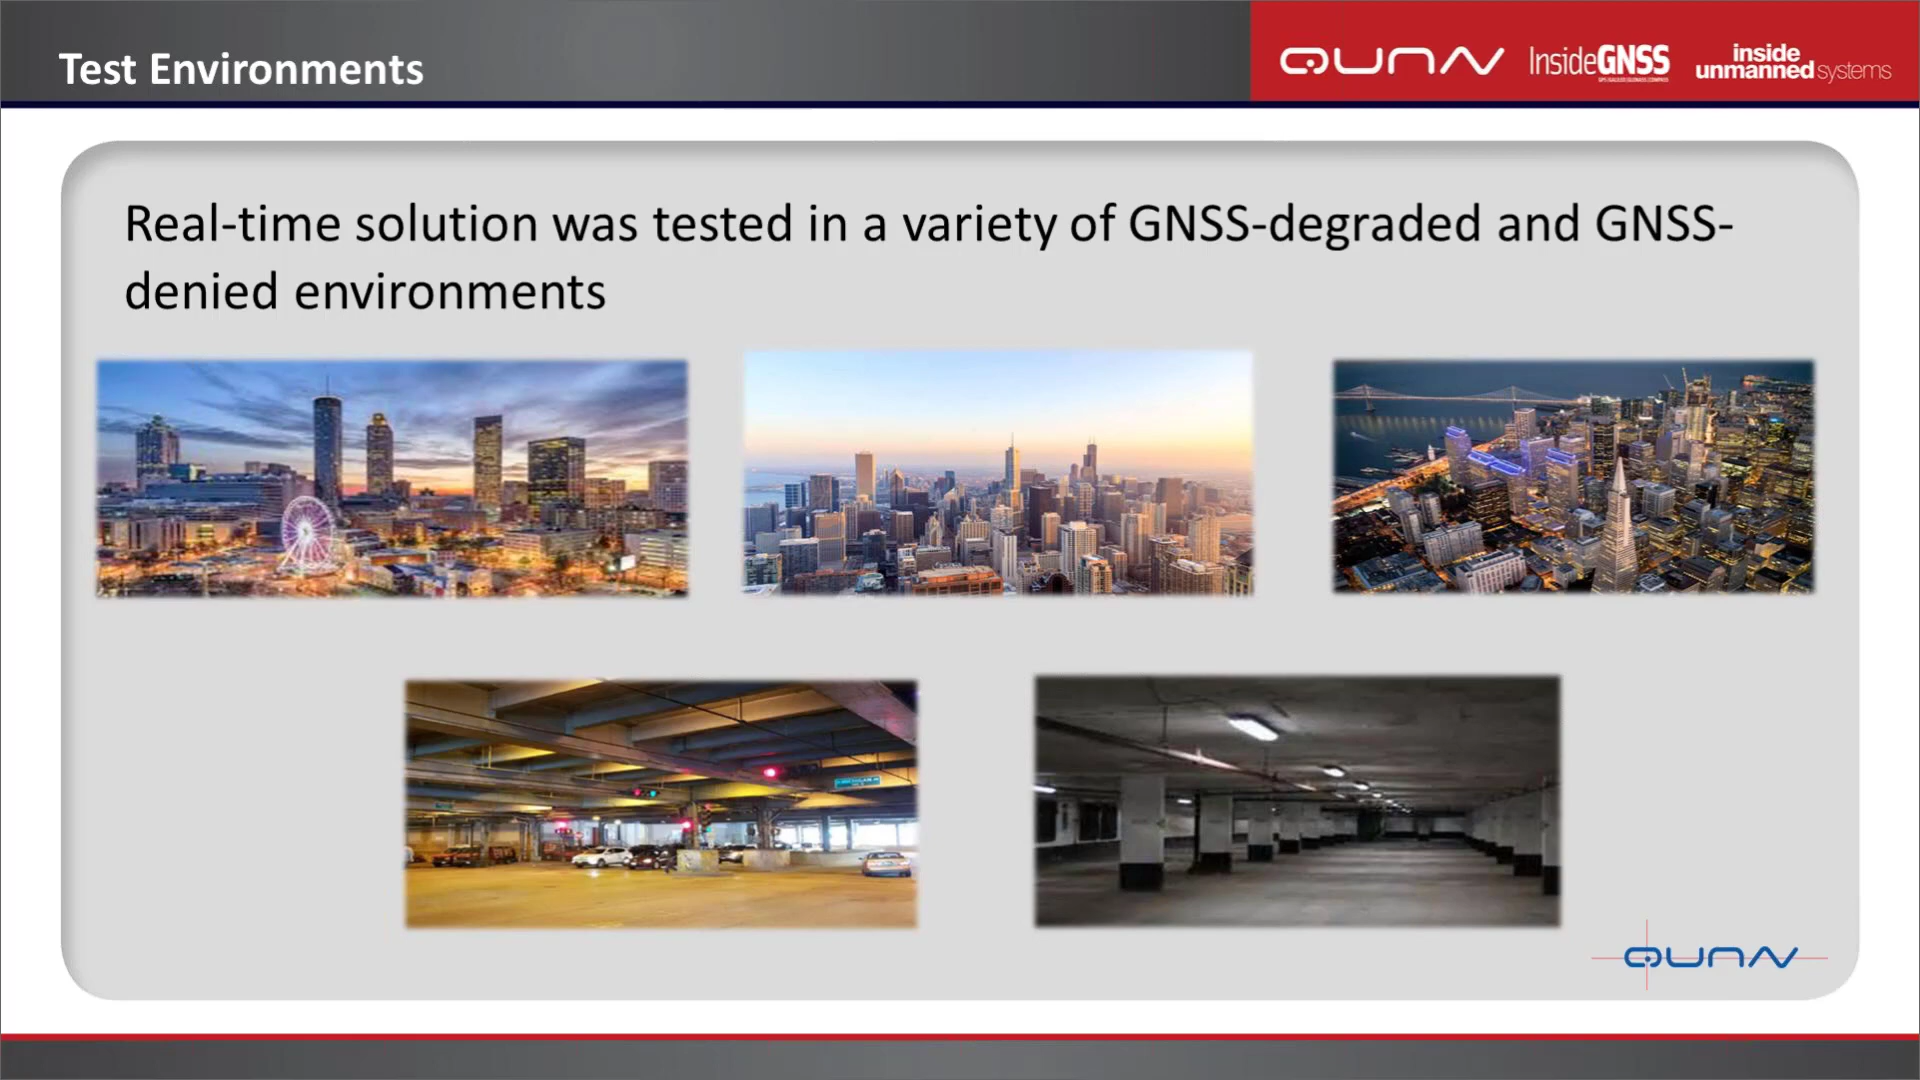 Test Environments
QUNAV
InsideGNSS
inside
unmanned systems
Real-time solution was tested in a variety of GNSS-degraded and GNSS-
denied environments
QUNAV